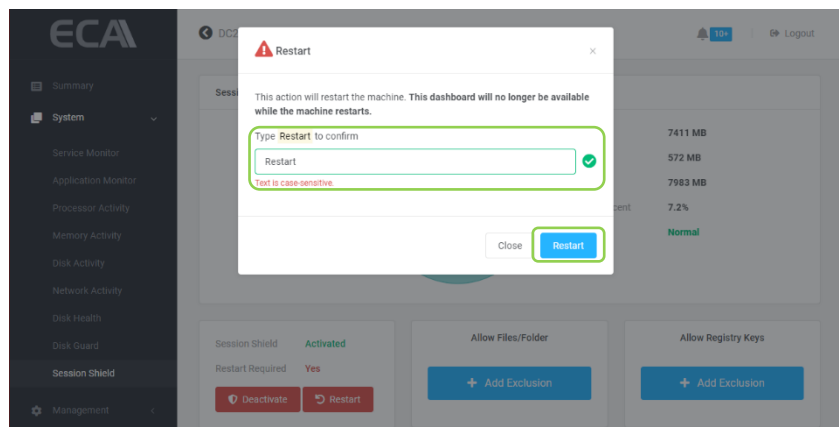 ECA
Summary
System
Service Monitor
Application Monitor
Processor Activity
Memory Activity
Disk Activity
Network Activity
Disk Health
Disk Guard
Session Shield
Management
DC2
10+
Logout
Restart
This action will restart the machine. This dashboard will no longer be available
while the machine restarts.
Type Restart to confirm
Restart
Text is case-sensitive.
Close
Restart
7411 MB
572 MB
7983 MB
7.2%
Normal
Session Shield Activated
Restart Required Yes
Deactivate
Restart
Allow Files/Folder
+ Add Exclusion
Allow Registry Keys
+ Add Exclusion